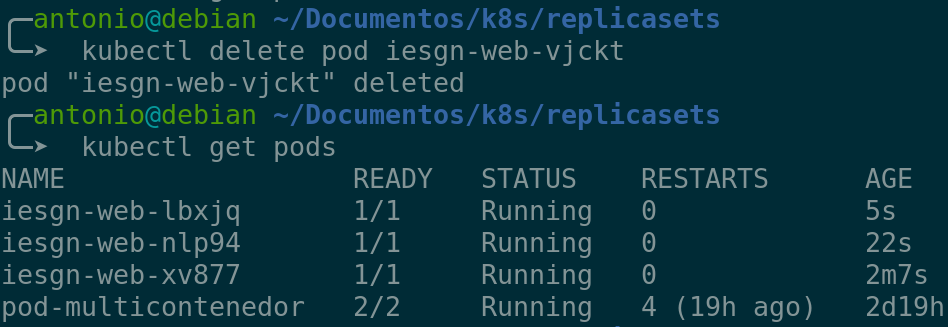 antonio@debian ~/Documentos/k8s/replicasets
➤ kubectl delete pod iesgn-web-vjckt
pod "iesgn-web-vjckt" deleted
antonio@debian ~/Documentos/k8s/replicasets
➤ kubectl get pods
NAME READY STATUS RESTARTS AGE
iesgn-web-lbxjq 1/1 Running 0 5s
iesgn-web-nlp94 1/1 Running 0 22s
iesgn-web-xv877 1/1 Running 0 2m7s
pod-multicontenedor 2/2 Running 4 (19h ago) 2d19h